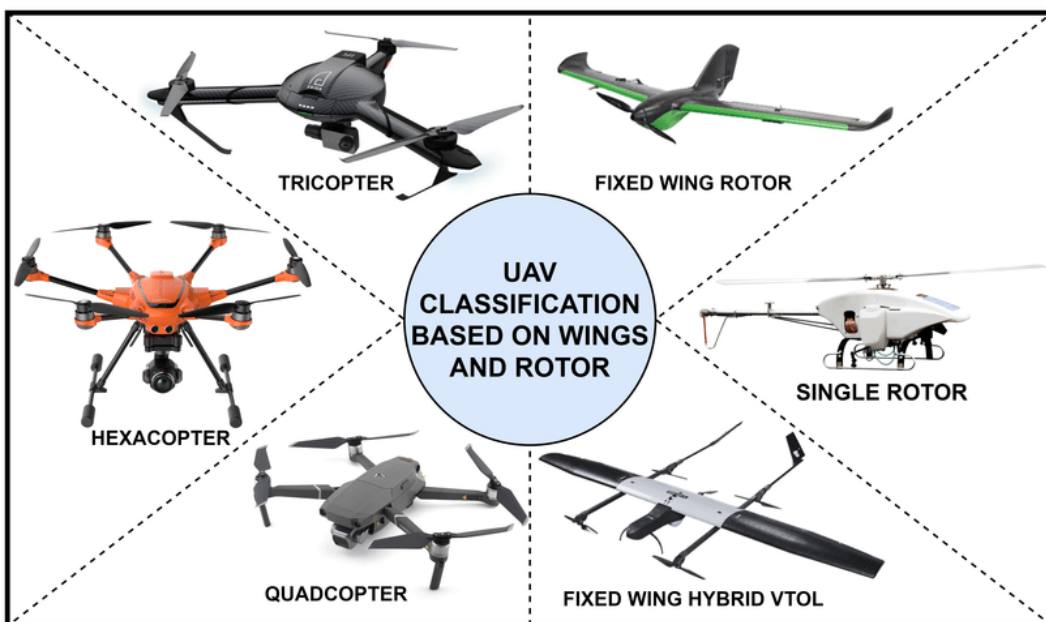 TRICOPTER
FIXED WING ROTOR
UAV
CLASSIFICATION
BASED ON WINGS
AND ROTOR
SINGLE ROTOR
HEXACOPTER
QUADCOPTER
FIXED WING HYBRID VTOL